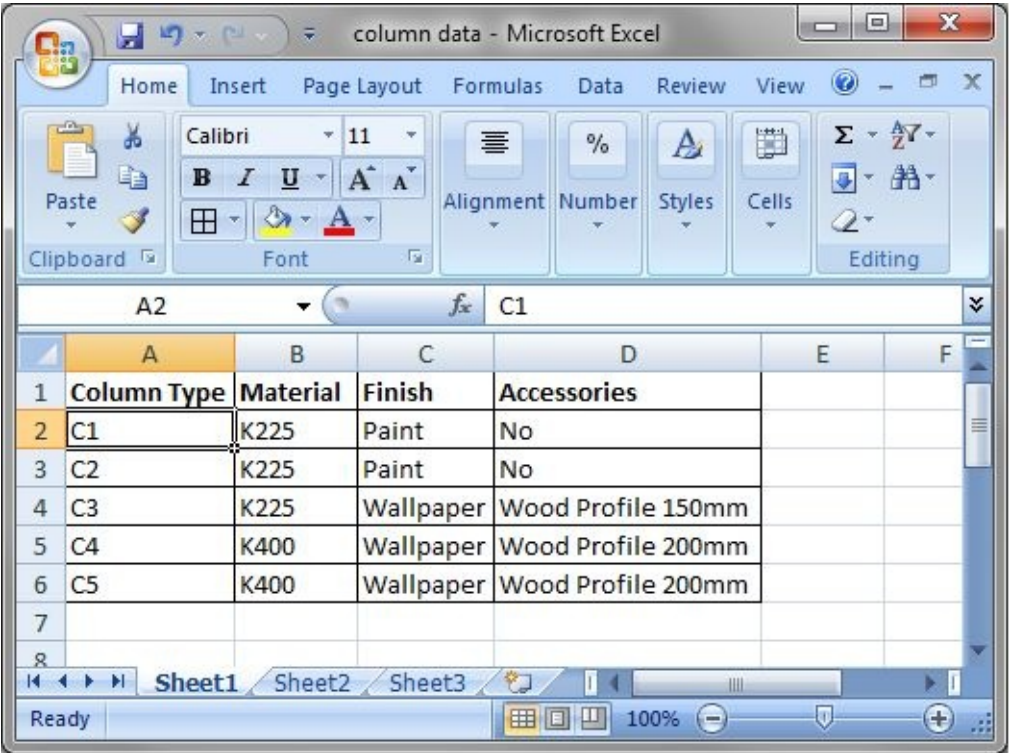 column data - Microsoft Excel
Home Insert Page Layout Formulas Data Review View
Calibri 11
B I U A A
Paste
Alignment Number Styles Cells
Clipboard Font Editing
A2 fx C1
A B C D E F
1 Column Type Material Finish Accessories
2 C1 K225 Paint No
3 C2 K225 Paint No
4 C3 K225 Wallpaper Wood Profile 150mm
5 C4 K400 Wallpaper Wood Profile 200mm
6 C5 K400 Wallpaper Wood Profile 200mm
7
8
Sheet1 Sheet2 Sheet3
Ready 100%